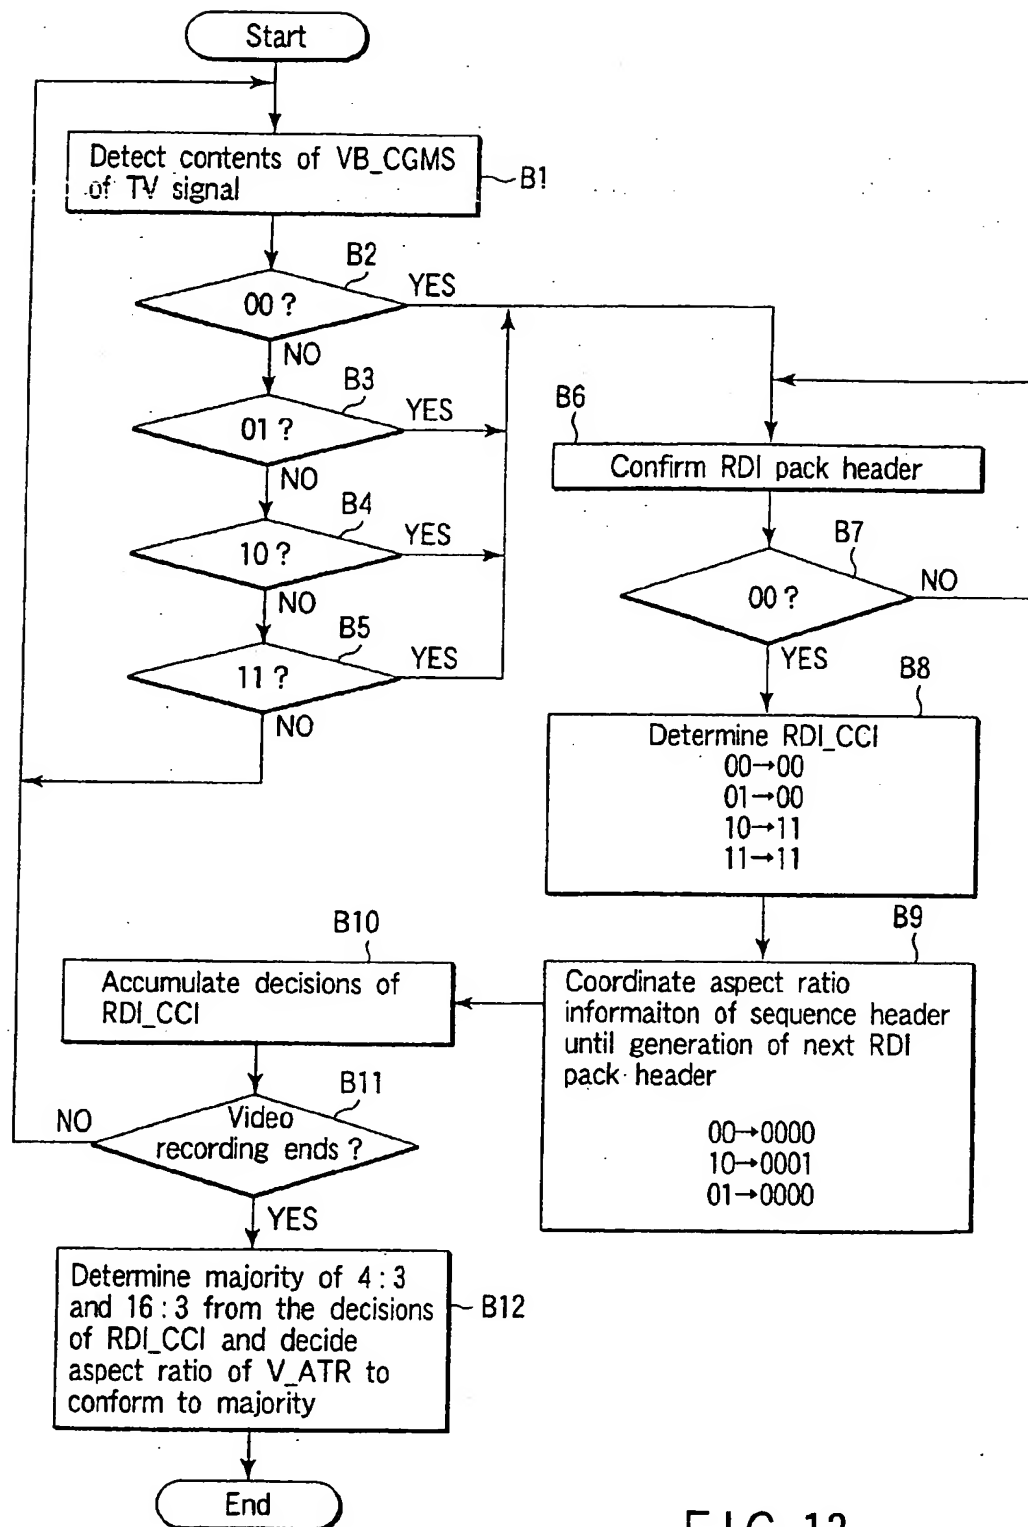 Start
Detect contents of VB_CGMS
of TV signal
B1
B2
00?
YES
NO
B3
01?
YES
NO
B4
10?
YES
NO
B5
11?
YES
NO
B6
Confirm RDI pack header
B7
00?
NO
YES
B8
Determine RDI_CCI
00→00
01→00
10→11
11→11
B9
Coordinate aspect ratio
informaiton of sequence header
until generation of next RDI
pack header
00→0000
10→0001
01→0000
B10
Accumulate decisions of
RDI_CCI
B11
Video
recording ends?
NO
YES
Determine majority of 4:3
and 16:3 from the decisions
of RDI_CCI and decide
aspect ratio of V_ATR to
conform to majority
B12
End